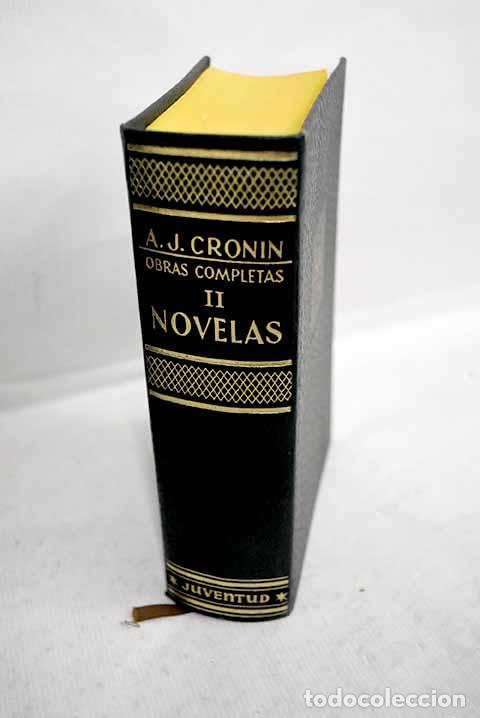 A. J. CRONIN
OBRAS COMPLETAS
II
NOVELAS
JUVENTUD
todocoleccion